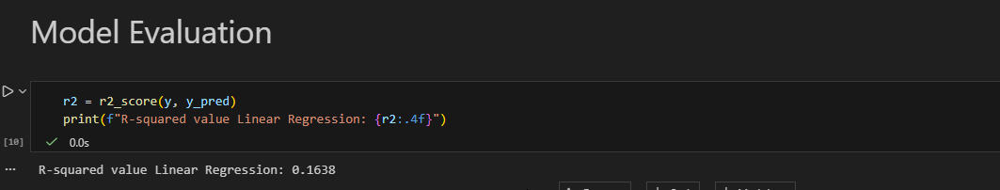 Model Evaluation
r2 = r2_score(y, y_pred)
print(f"R-squared value Linear Regression: {r2:.4f}")
[10]
0.0s
...
R-squared value Linear Regression: 0.1638